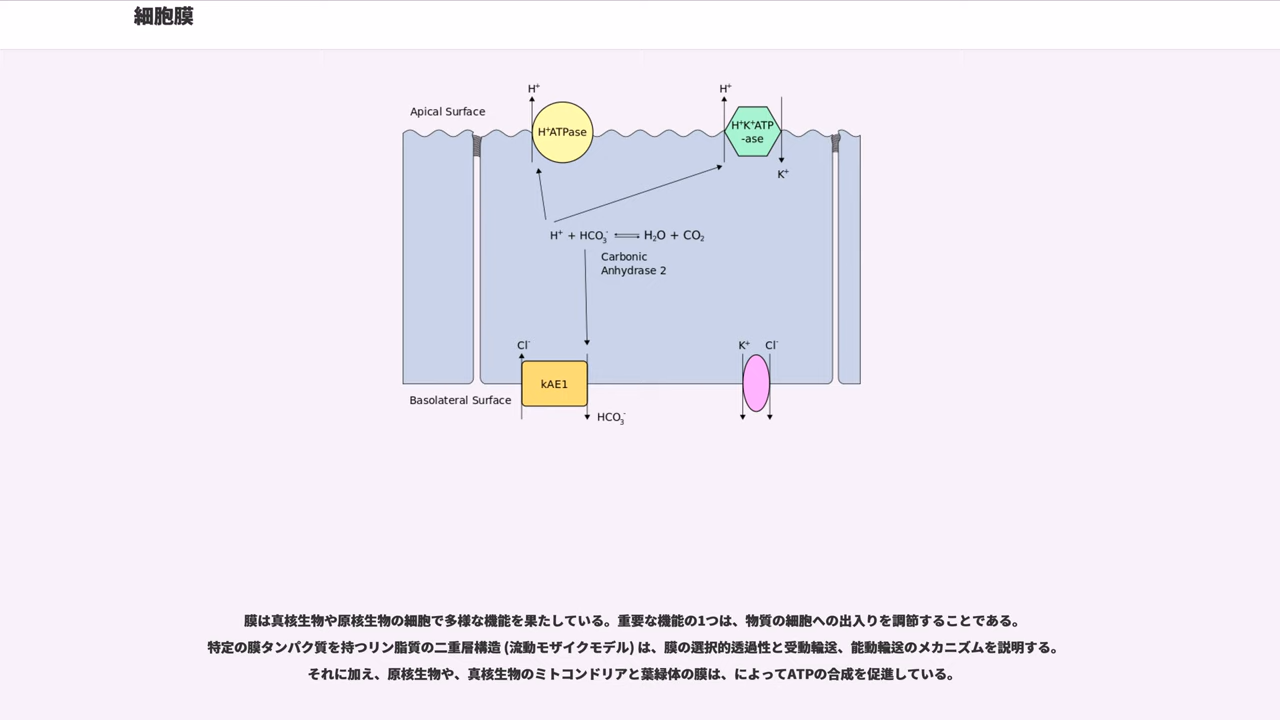 細胞膜
H⁺
H⁺
Apical Surface
H⁺ATPase
H⁺K⁺ATP
-ase
K⁺
H⁺ + HCO₃⁻ ⇌ H₂O + CO₂
Carbonic
Anhydrase 2
Cl⁻
K⁺ Cl⁻
kAE1
Basolateral Surface
HCO₃⁻
膜は真核生物や原核生物の細胞で多様な機能を果たしている。重要な機能の1つは、物質の細胞への出入りを調節することである。
特定の膜タンパク質を持つリン脂質の二重層構造 (流動モザイクモデル) は、膜の選択的透過性と受動輸送、能動輸送のメカニズムを説明する。
それに加え、原核生物や、真核生物のミトコンドリアと葉緑体の膜は、によってATPの合成を促進している。